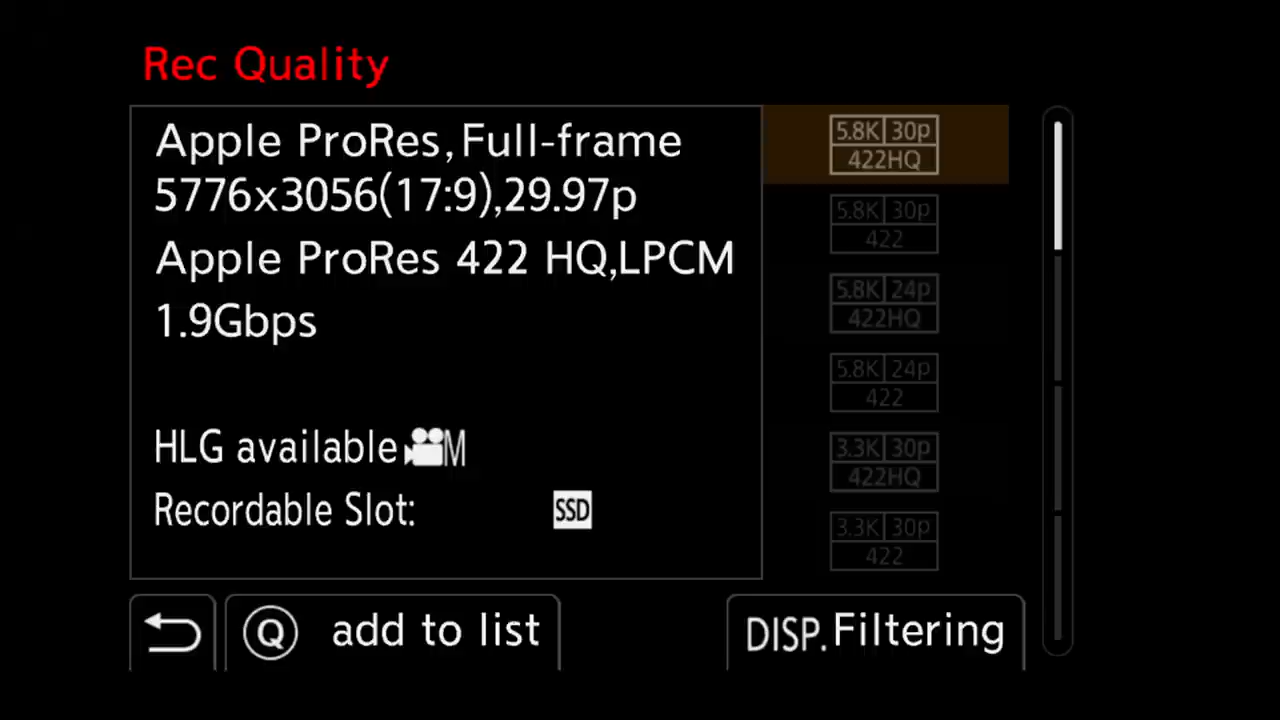 Rec Quality
Apple ProRes,Full-frame
5776x3056(17:9),29.97p
Apple ProRes 422 HQ,LPCM
1.9Gbps
HLG available M
Recordable Slot: SSD
5.8K 30p
422HQ
5.8K 30p
422
5.8K 24p
422HQ
5.8K 24p
422
3.3K 30p
422HQ
3.3K 30p
422
Q add to list
DISP.Filtering